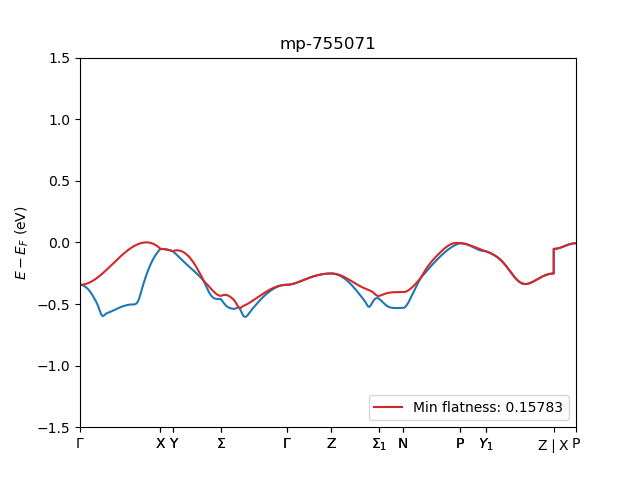 mp-755071
E − E_F (eV)
1.5
1.0
0.5
0.0
−0.5
−1.0
−1.5
Min flatness: 0.15783
Γ X Y Σ Γ Z Σ₁ N P Y₁ Z | X P